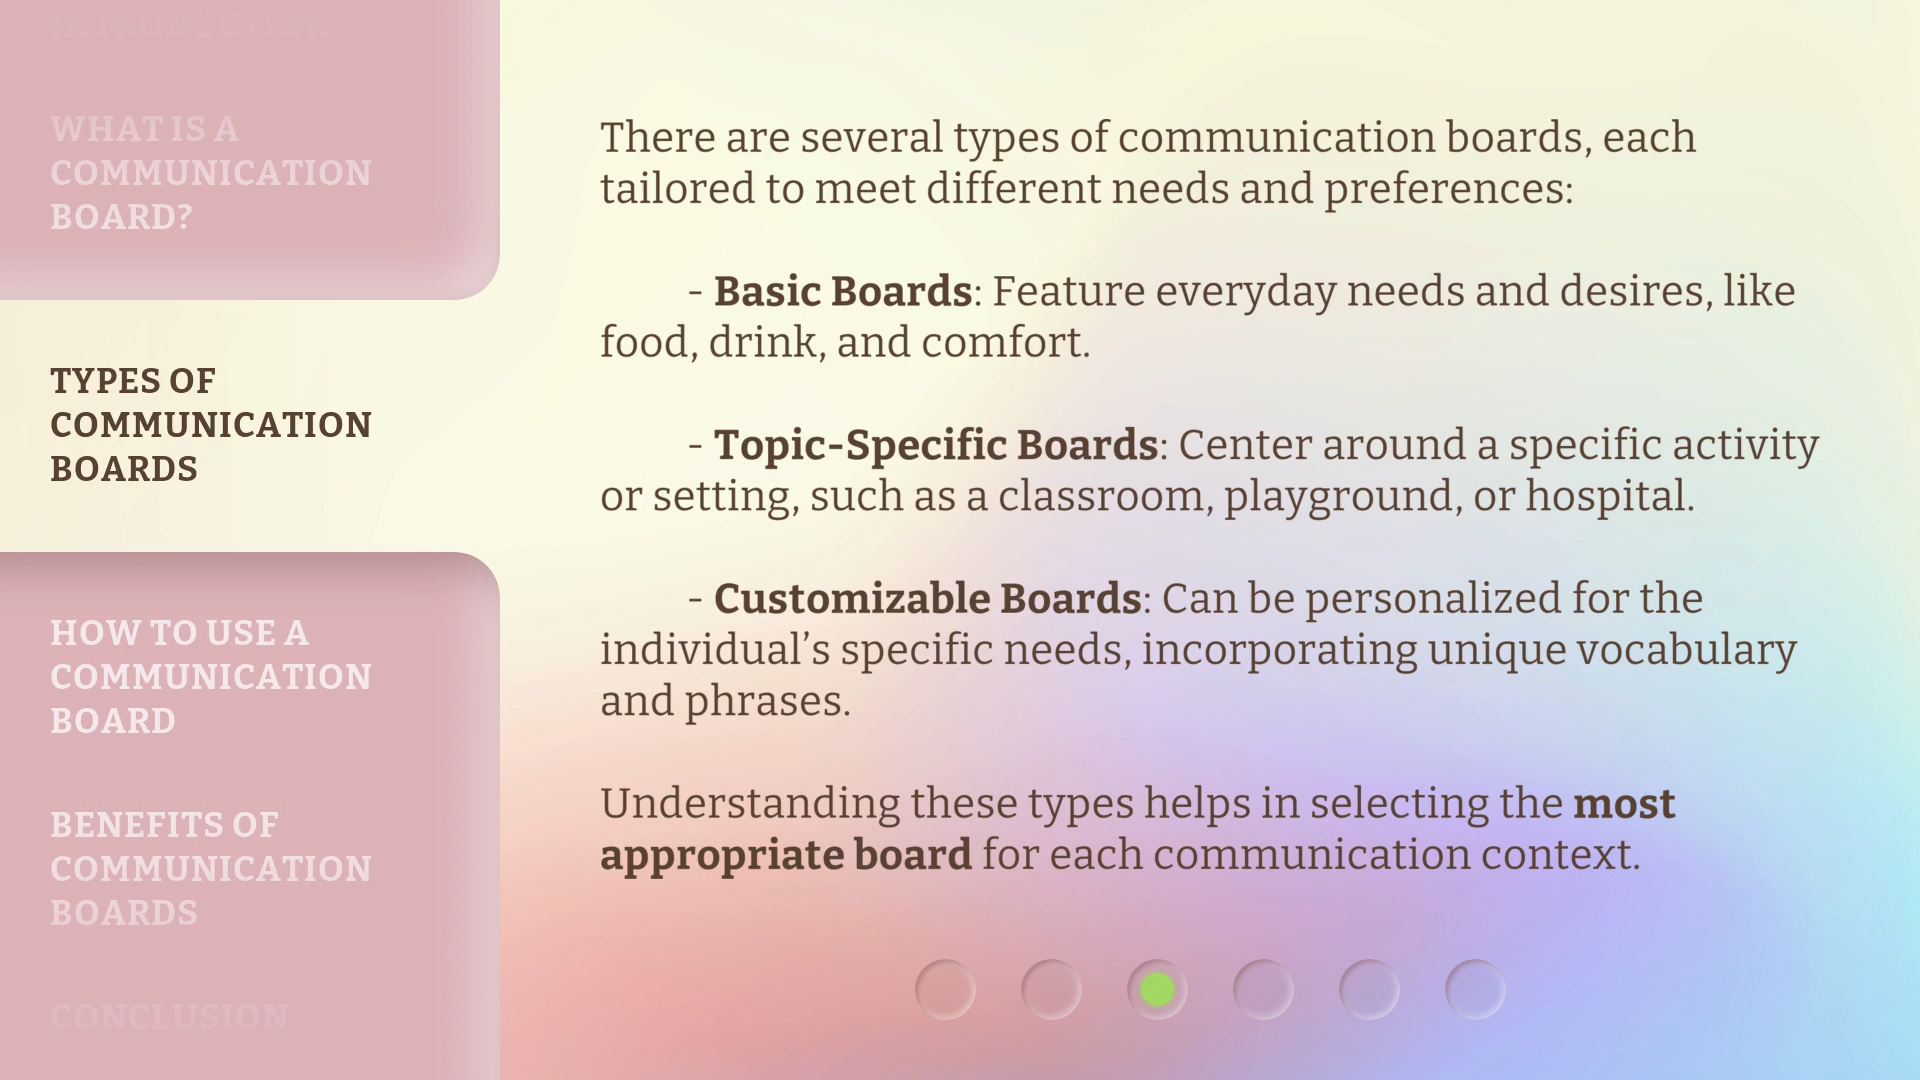 INTRODUCTION
WHAT IS A
COMMUNICATION
BOARD?
TYPES OF
COMMUNICATION
BOARDS
HOW TO USE A
COMMUNICATION
BOARD
BENEFITS OF
COMMUNICATION
BOARDS
CONCLUSION
There are several types of communication boards, each
tailored to meet different needs and preferences:
- Basic Boards: Feature everyday needs and desires, like
food, drink, and comfort.
- Topic-Specific Boards: Center around a specific activity
or setting, such as a classroom, playground, or hospital.
- Customizable Boards: Can be personalized for the
individual’s specific needs, incorporating unique vocabulary
and phrases.
Understanding these types helps in selecting the most
appropriate board for each communication context.